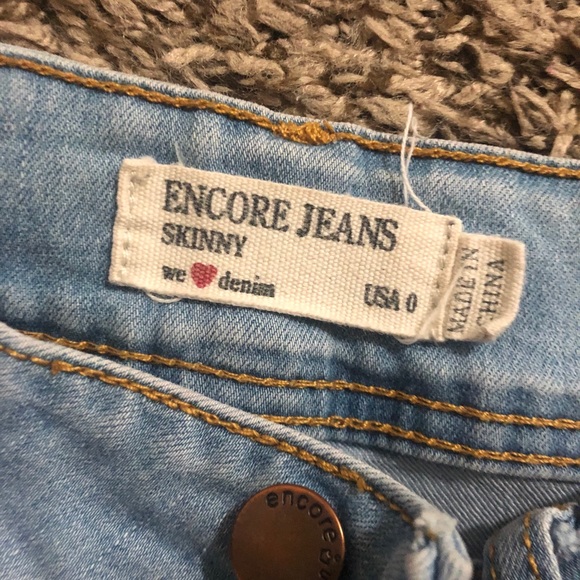 ENCORE JEANS
SKINNY
we ❤ denim
USA 0
MADE IN
CHINA
encore